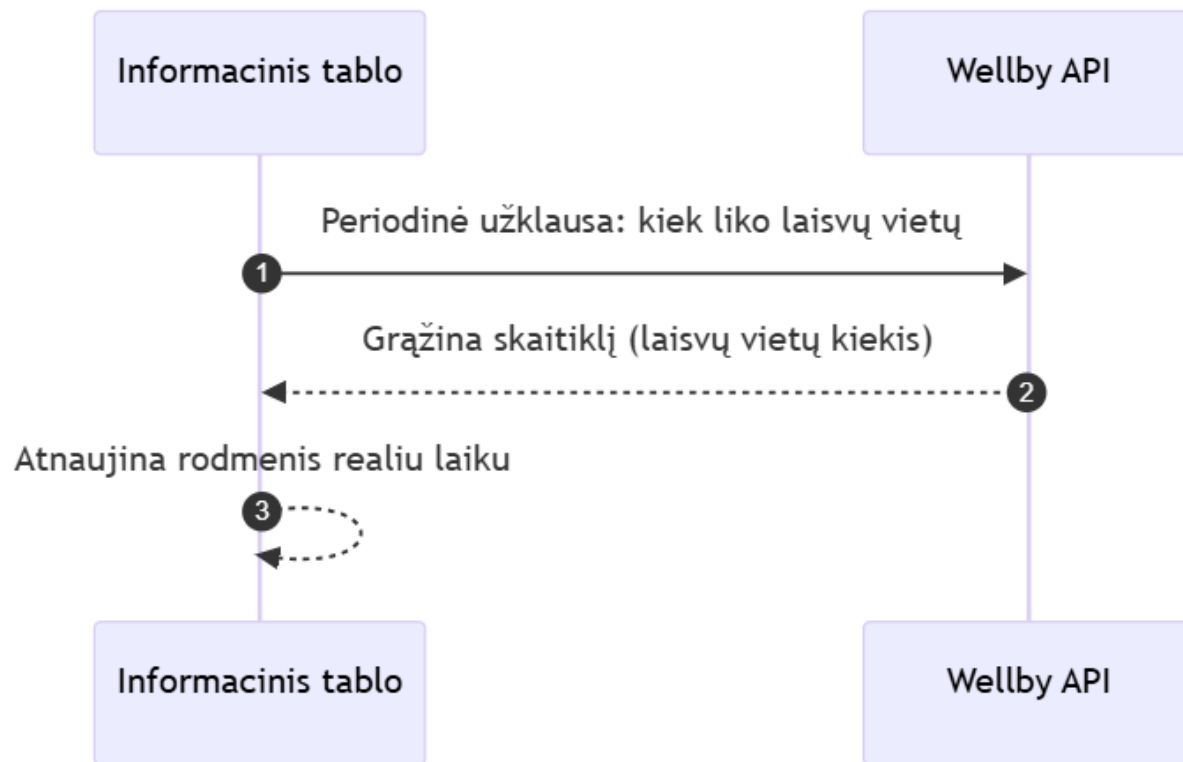 Informacinis tablo
Wellby API
Periodinė užklausa: kiek liko laisvų vietų
1
Grąžina skaitiklį (laisvų vietų kiekis)
2
Atnaujina rodmenis realiu laiku
3
Informacinis tablo
Wellby API